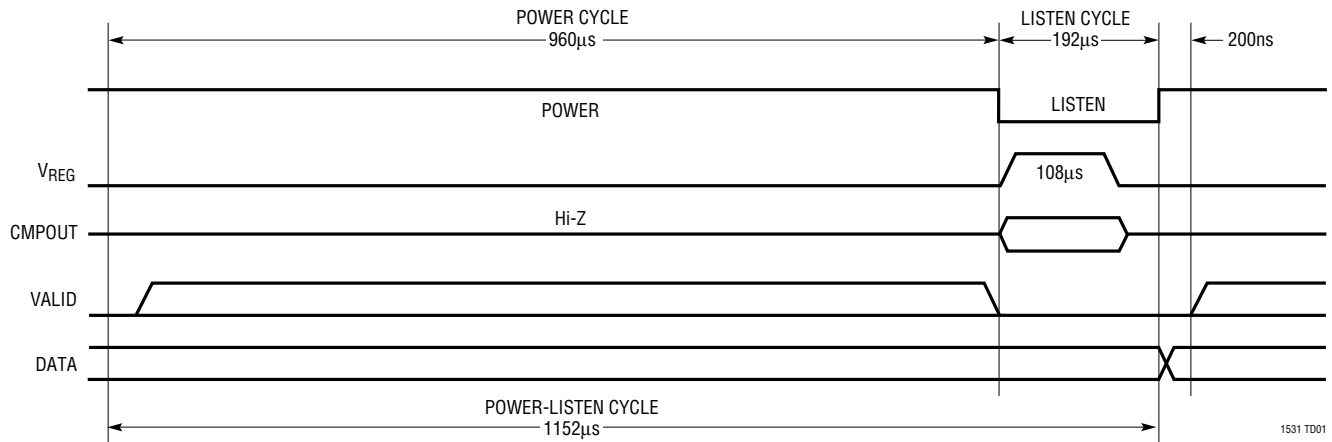 POWER CYCLE
960µs
LISTEN CYCLE
192µs
200ns
POWER
LISTEN
VREG
108µs
CMPOUT
Hi-Z
VALID
DATA
POWER-LISTEN CYCLE
1152µs
1531 TD01